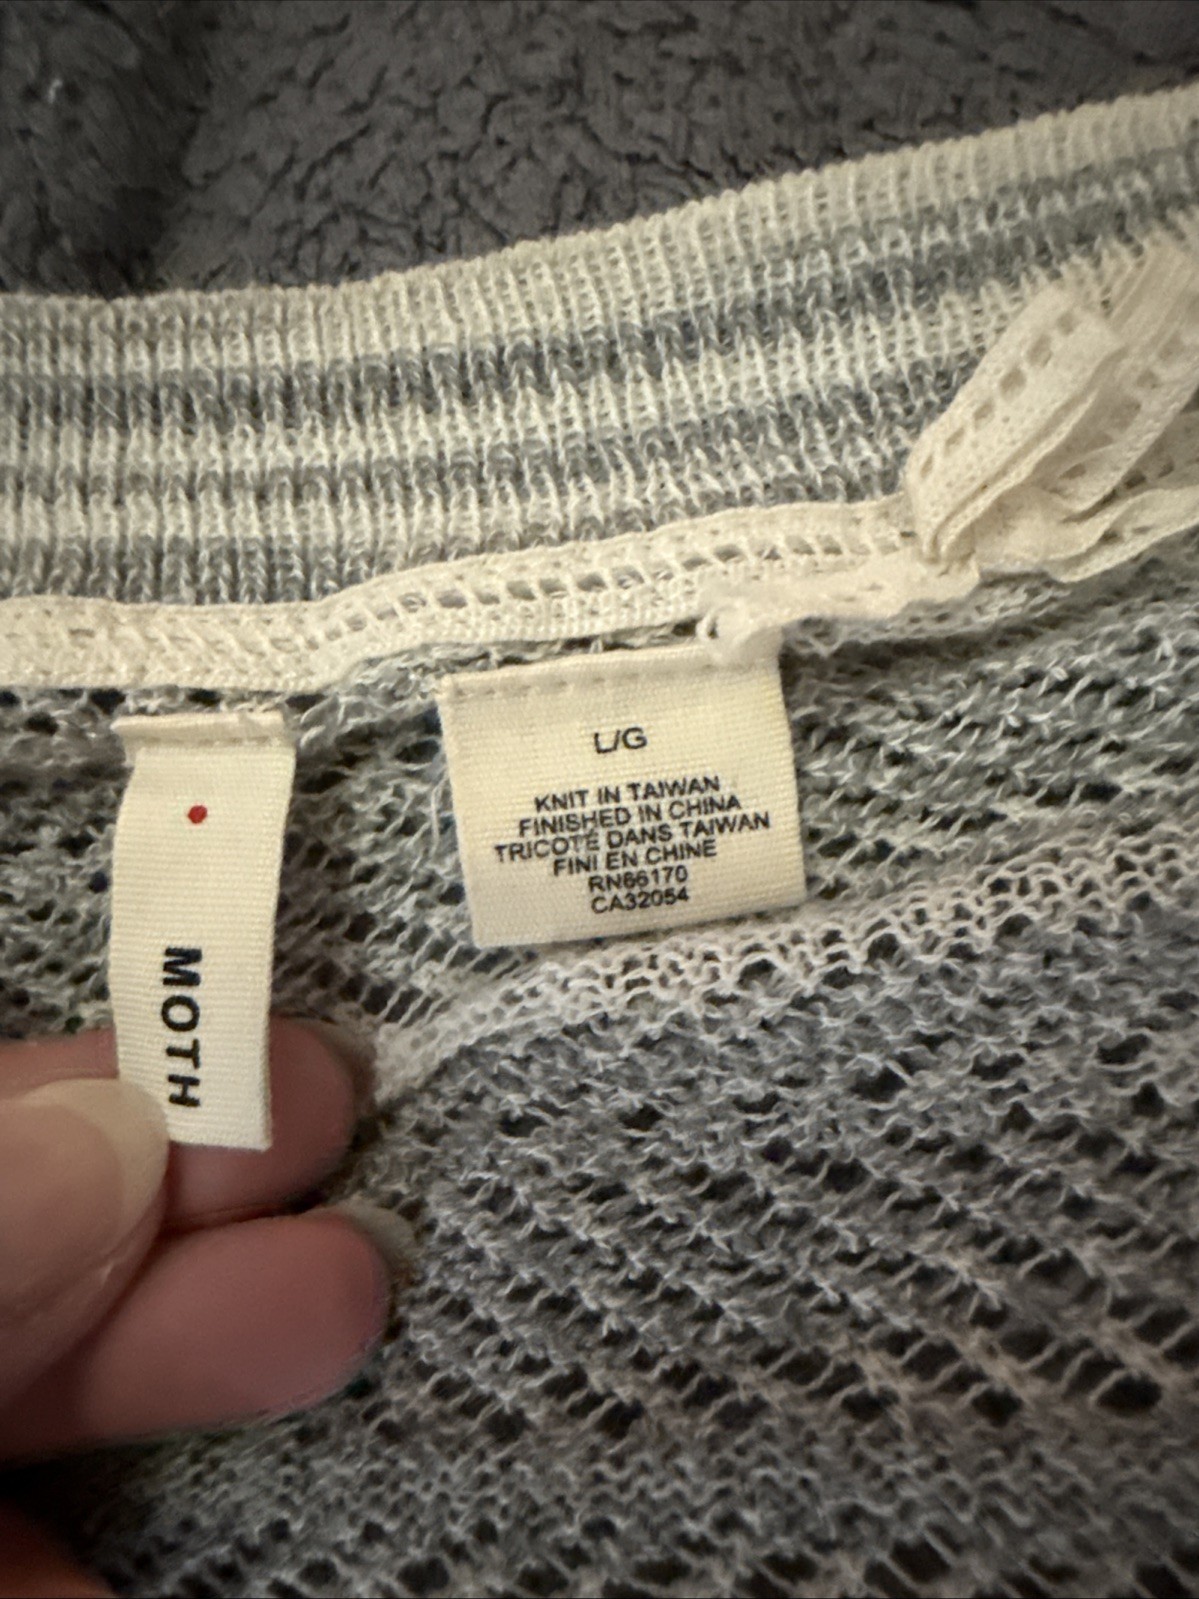 MOTH
L/G
KNIT IN TAIWAN
FINISHED IN CHINA
TRICOTÉ DANS TAIWAN
FINI EN CHINE
RN66170
CA32054